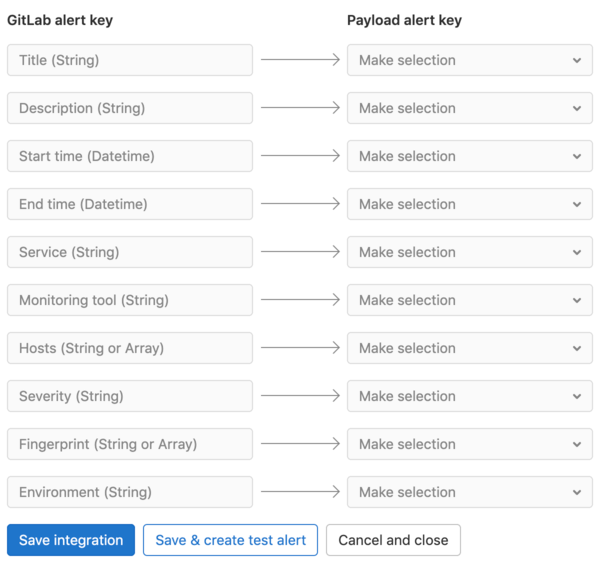 GitLab alert key Payload alert key
Title (String) Make selection
Description (String) Make selection
Start time (Datetime) Make selection
End time (Datetime) Make selection
Service (String) Make selection
Monitoring tool (String) Make selection
Hosts (String or Array) Make selection
Severity (String) Make selection
Fingerprint (String or Array) Make selection
Environment (String) Make selection
Save integration Save & create test alert Cancel and close